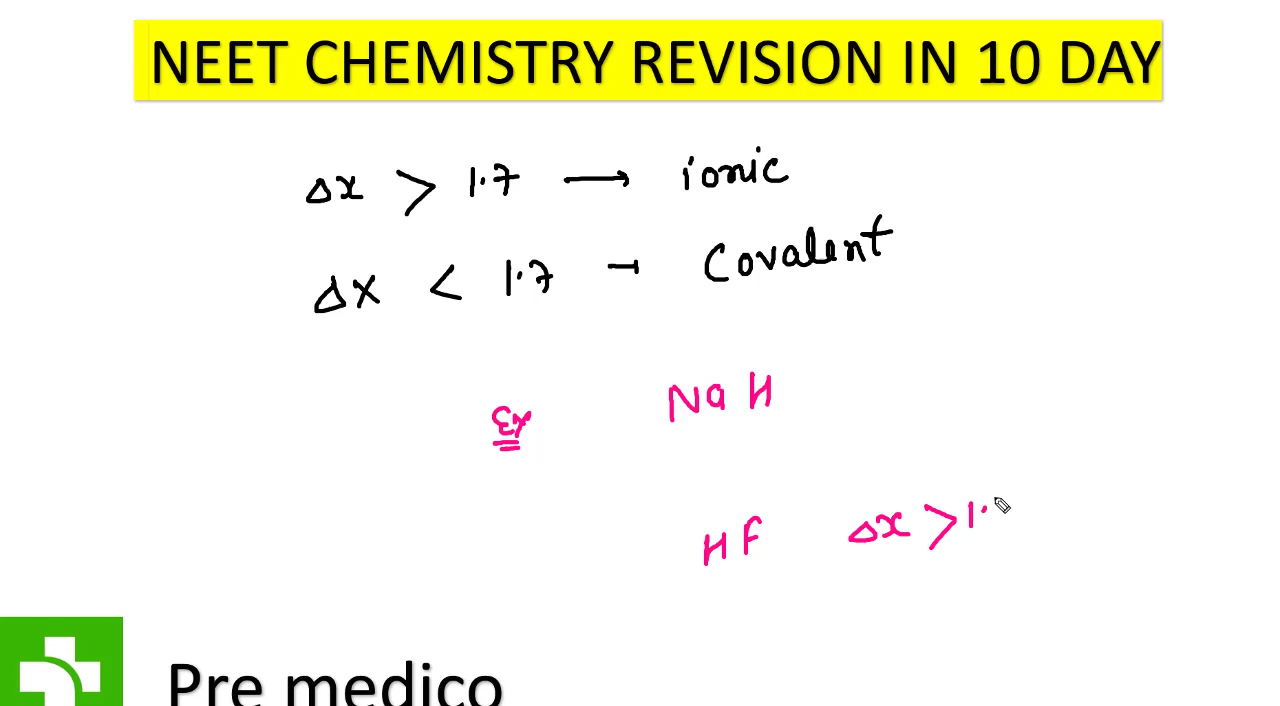 NEET CHEMISTRY REVISION IN 10 DAY
Δx > 1.7 → ionic
Δx < 1.7 → Covalent
Ex NaH
HF Δx > 1.
Pre medico